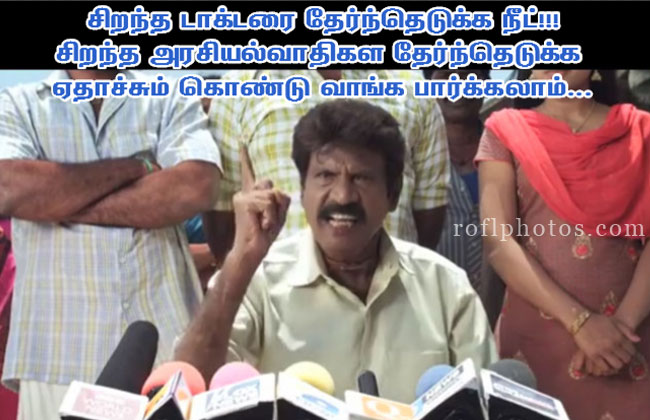 சிறந்த டாக்டரை தேர்ந்தெடுக்க நீட்!!!
சிறந்த அரசியல்வாதிகள தேர்ந்தெடுக்க
ஏதாச்சும் கொண்டு வாங்க பார்க்கலாம்...
roflphotos.com